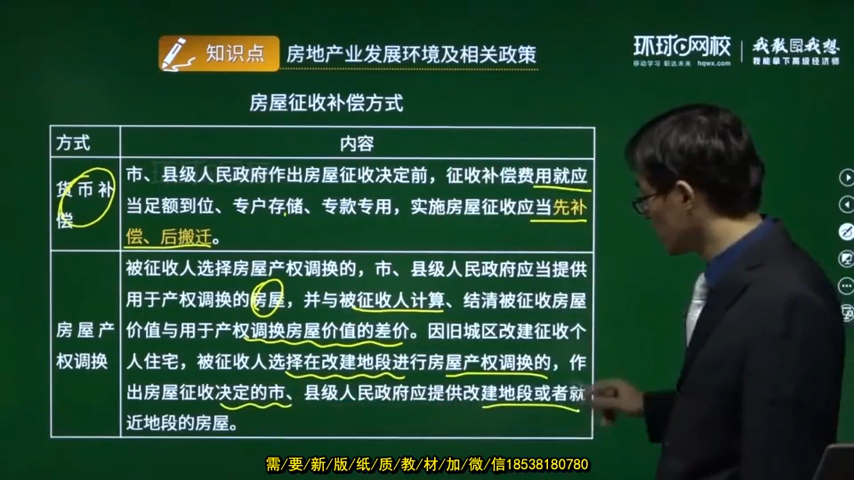 知识点
房地产业发展环境及相关政策
环球网校
移动学习 职达未来 hqwx.com
我敢因我想
我能拿下高级经济师
房屋征收补偿方式
方式
内容
货币补
偿
市、县级人民政府作出房屋征收决定前，征收补偿费用就应
当足额到位、专户存储、专款专用，实施房屋征收应当先补
偿、后搬迁。
房屋产
权调换
被征收人选择房屋产权调换的，市、县级人民政府应当提供
用于产权调换的房屋，并与被征收人计算、结清被征收房屋
价值与用于产权调换房屋价值的差价。因旧城区改建征收个
人住宅，被征收人选择在改建地段进行房屋产权调换的，作
出房屋征收决定的市、县级人民政府应提供改建地段或者就
近地段的房屋。
需/要/新/版/纸/质/教/材/加/微/信18538180780